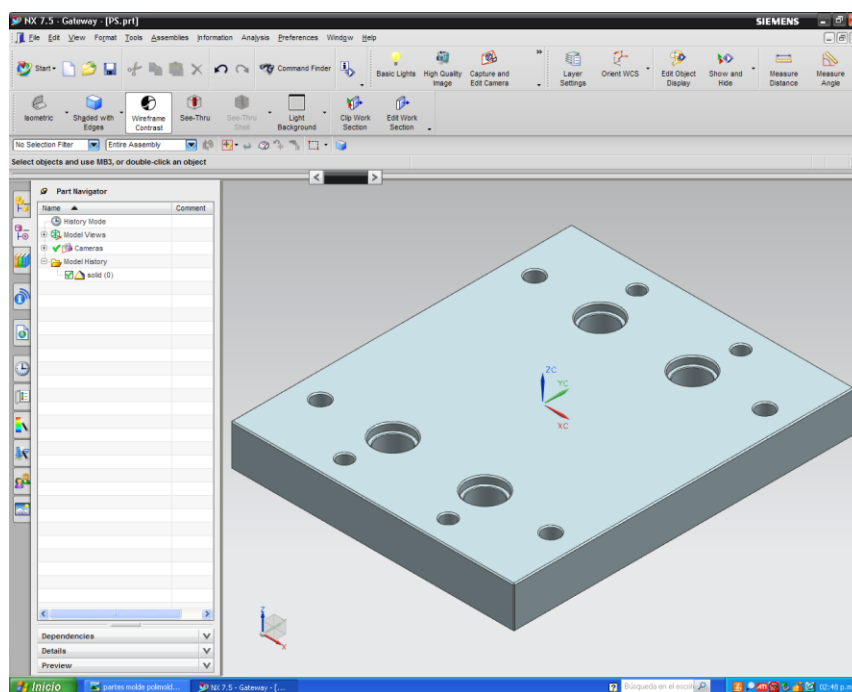 NX 7.5 - Gateway - [PS.prt]
SIEMENS
File Edit View Format Tools Assemblies Information Analysis Preferences Window Help
Start
Command Finder
Basic Lights
High Quality Image
Capture and Edit Camera
Layer Settings
Orient WCS
Edit Object Display
Show and Hide
Measure Distance
Measure Angle
Isometric
Shaded with Edges
Wireframe Contrast
See-Thru
See-Thru Shell
Light Background
Clip Work Section
Edit Work Section
No Selection Filter
Entire Assembly
Select objects and use MB3, or double-click an object
Part Navigator
Name Comment
History Mode
Model Views
Cameras
Model History
solid (0)
ZC
YC
XC
Z
X
Dependencies
Details
Preview
Inicio
partes molde polimold...
NX 7.5 - Gateway - [...
Búsqueda en el escrit
02:48 p.m.